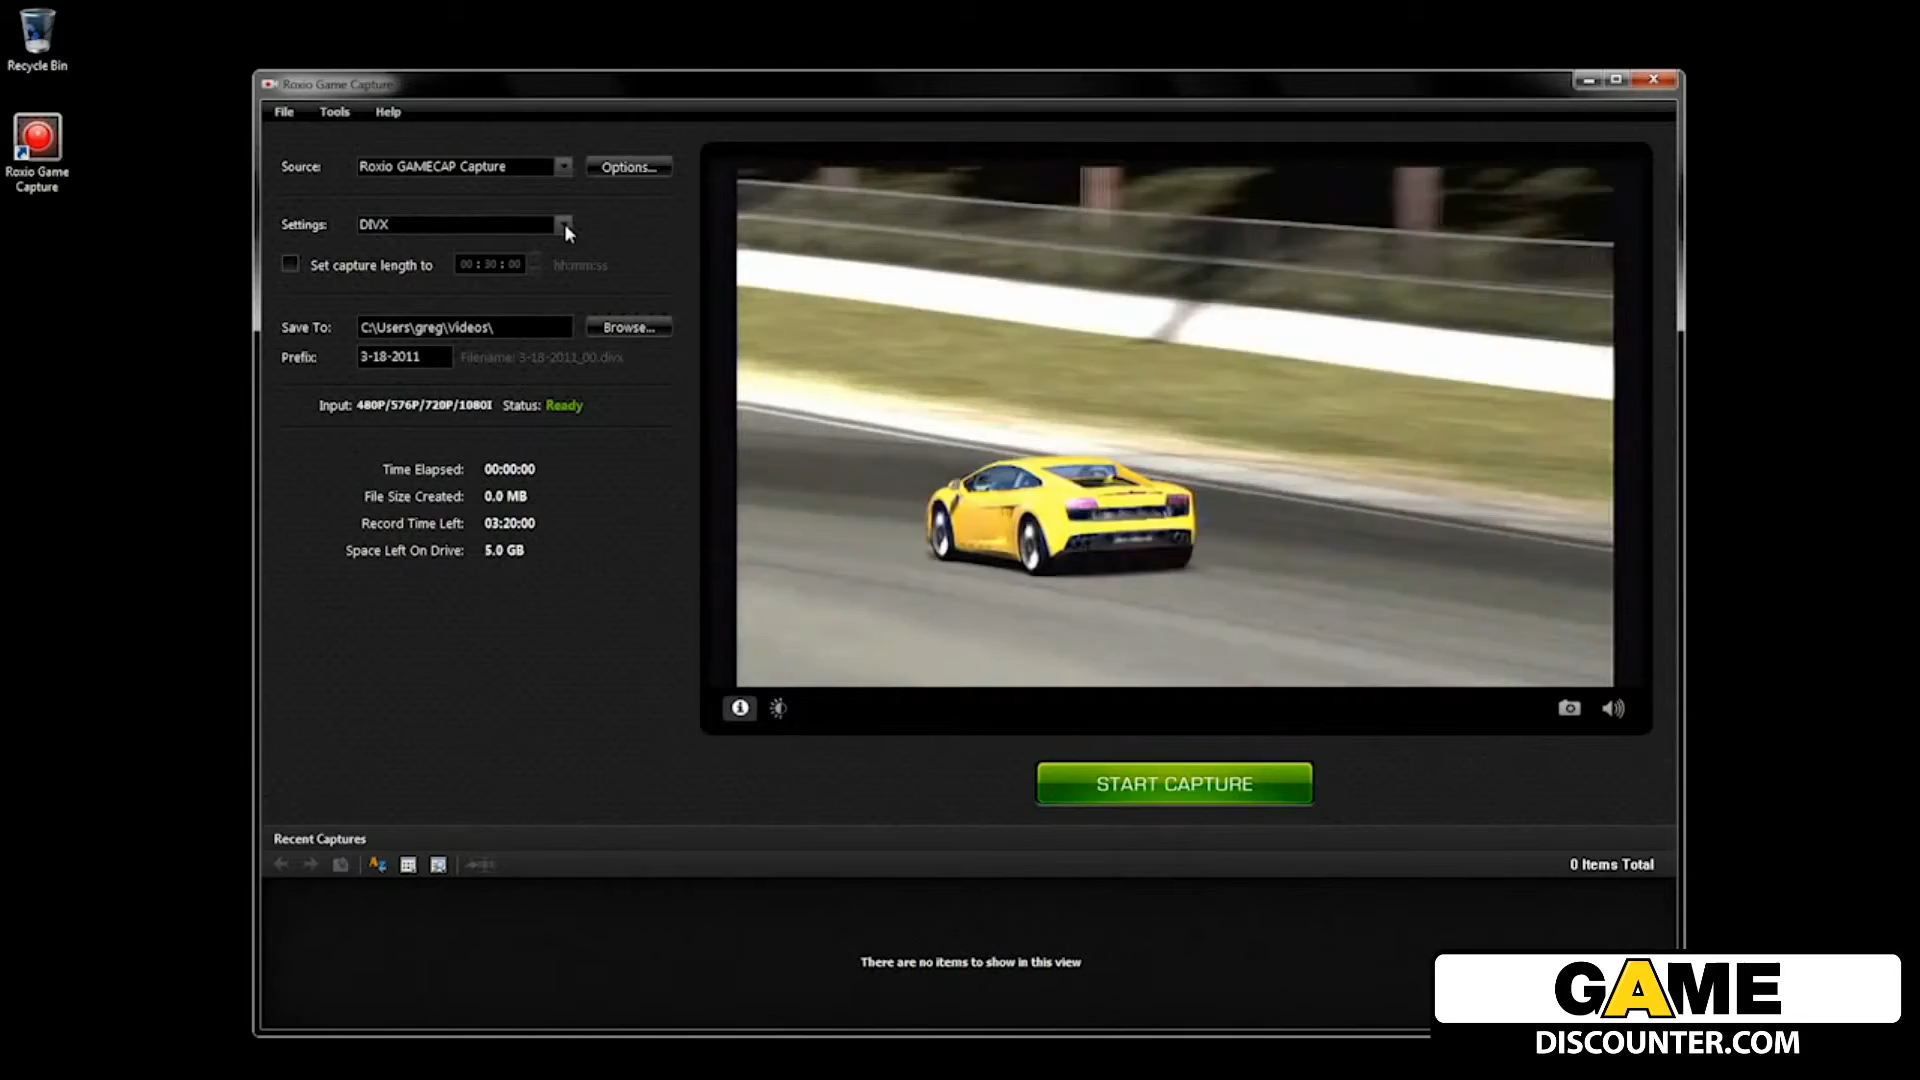 Recycle Bin
Roxio Game Capture
Roxio Game Capture
File Tools Help
Source: Roxio GAMECAP Capture Options...
Settings: DIVX
Set capture length to 00 : 30 : 00 hh:mm:ss
Save To: C:\Users\greg\Videos\ Browse...
Prefix: 3-18-2011 Filename: 3-18-2011_00.divx
Input: 480P/576P/720P/1080I Status: Ready
Time Elapsed: 00:00:00
File Size Created: 0.0 MB
Record Time Left: 03:20:00
Space Left On Drive: 5.0 GB
START CAPTURE
Recent Captures
0 Items Total
There are no items to show in this view
GAME
DISCOUNTER.COM